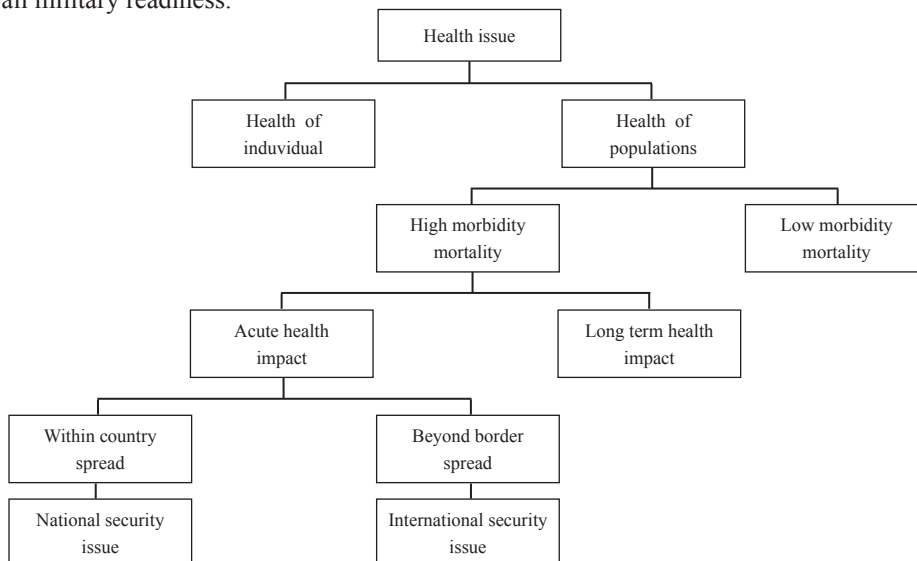 all military readiness.
Health issue
Health of
induvidual
Health of
populations
High morbidity
mortality
Low morbidity
mortality
Acute health
impact
Long term health
impact
Within country
spread
Beyond border
spread
National security
issue
International security
issue